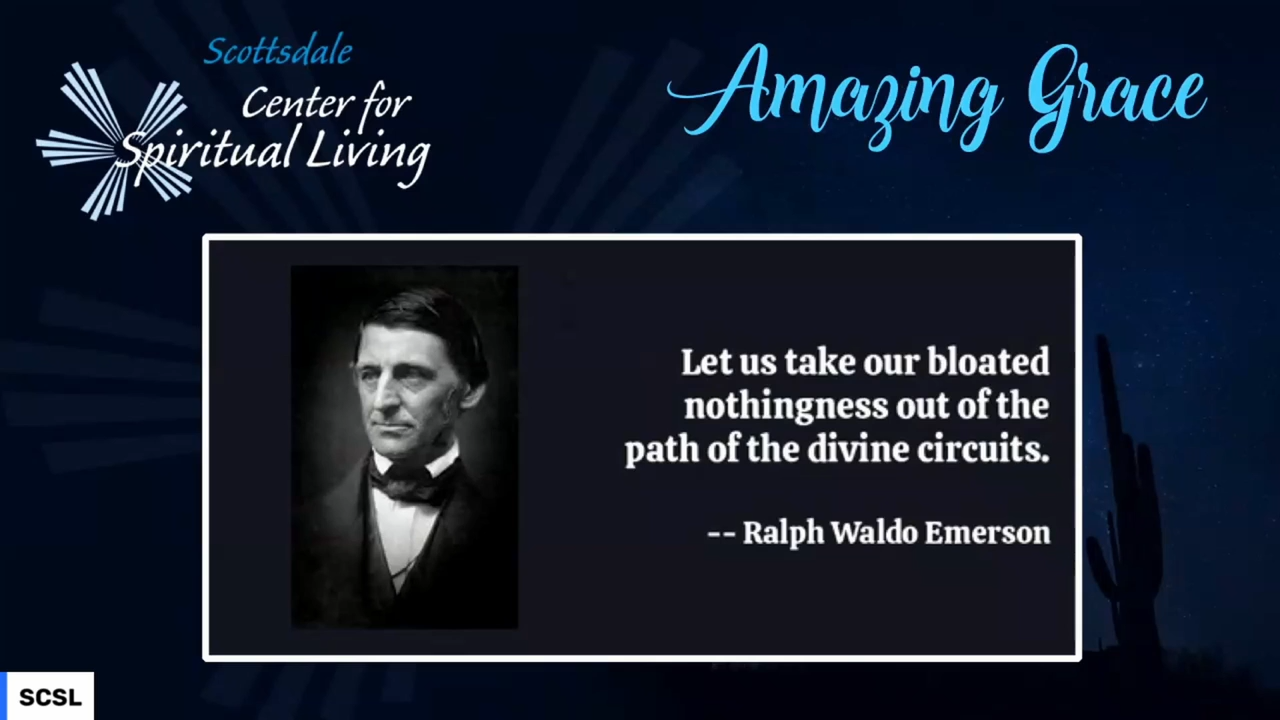 Scottsdale
Center for
Spiritual Living
Amazing Grace
Let us take our bloated
nothingness out of the
path of the divine circuits.
-- Ralph Waldo Emerson
SCSL